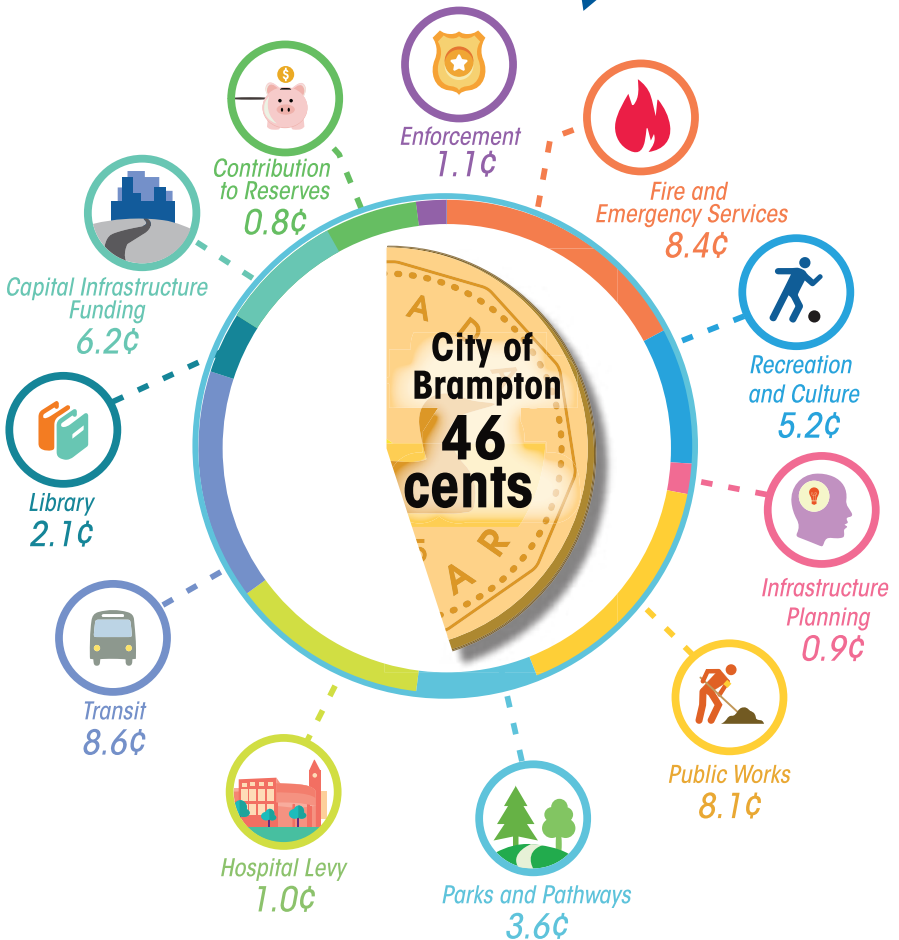 City of
Brampton
46
cents
Enforcement
1.1¢
Fire and
Emergency Services
8.4¢
Recreation
and Culture
5.2¢
Infrastructure
Planning
0.9¢
Public Works
8.1¢
Parks and Pathways
3.6¢
Hospital Levy
1.0¢
Transit
8.6¢
Library
2.1¢
Capital Infrastructure
Funding
6.2¢
Contribution
to Reserves
0.8¢
$
A D
A R